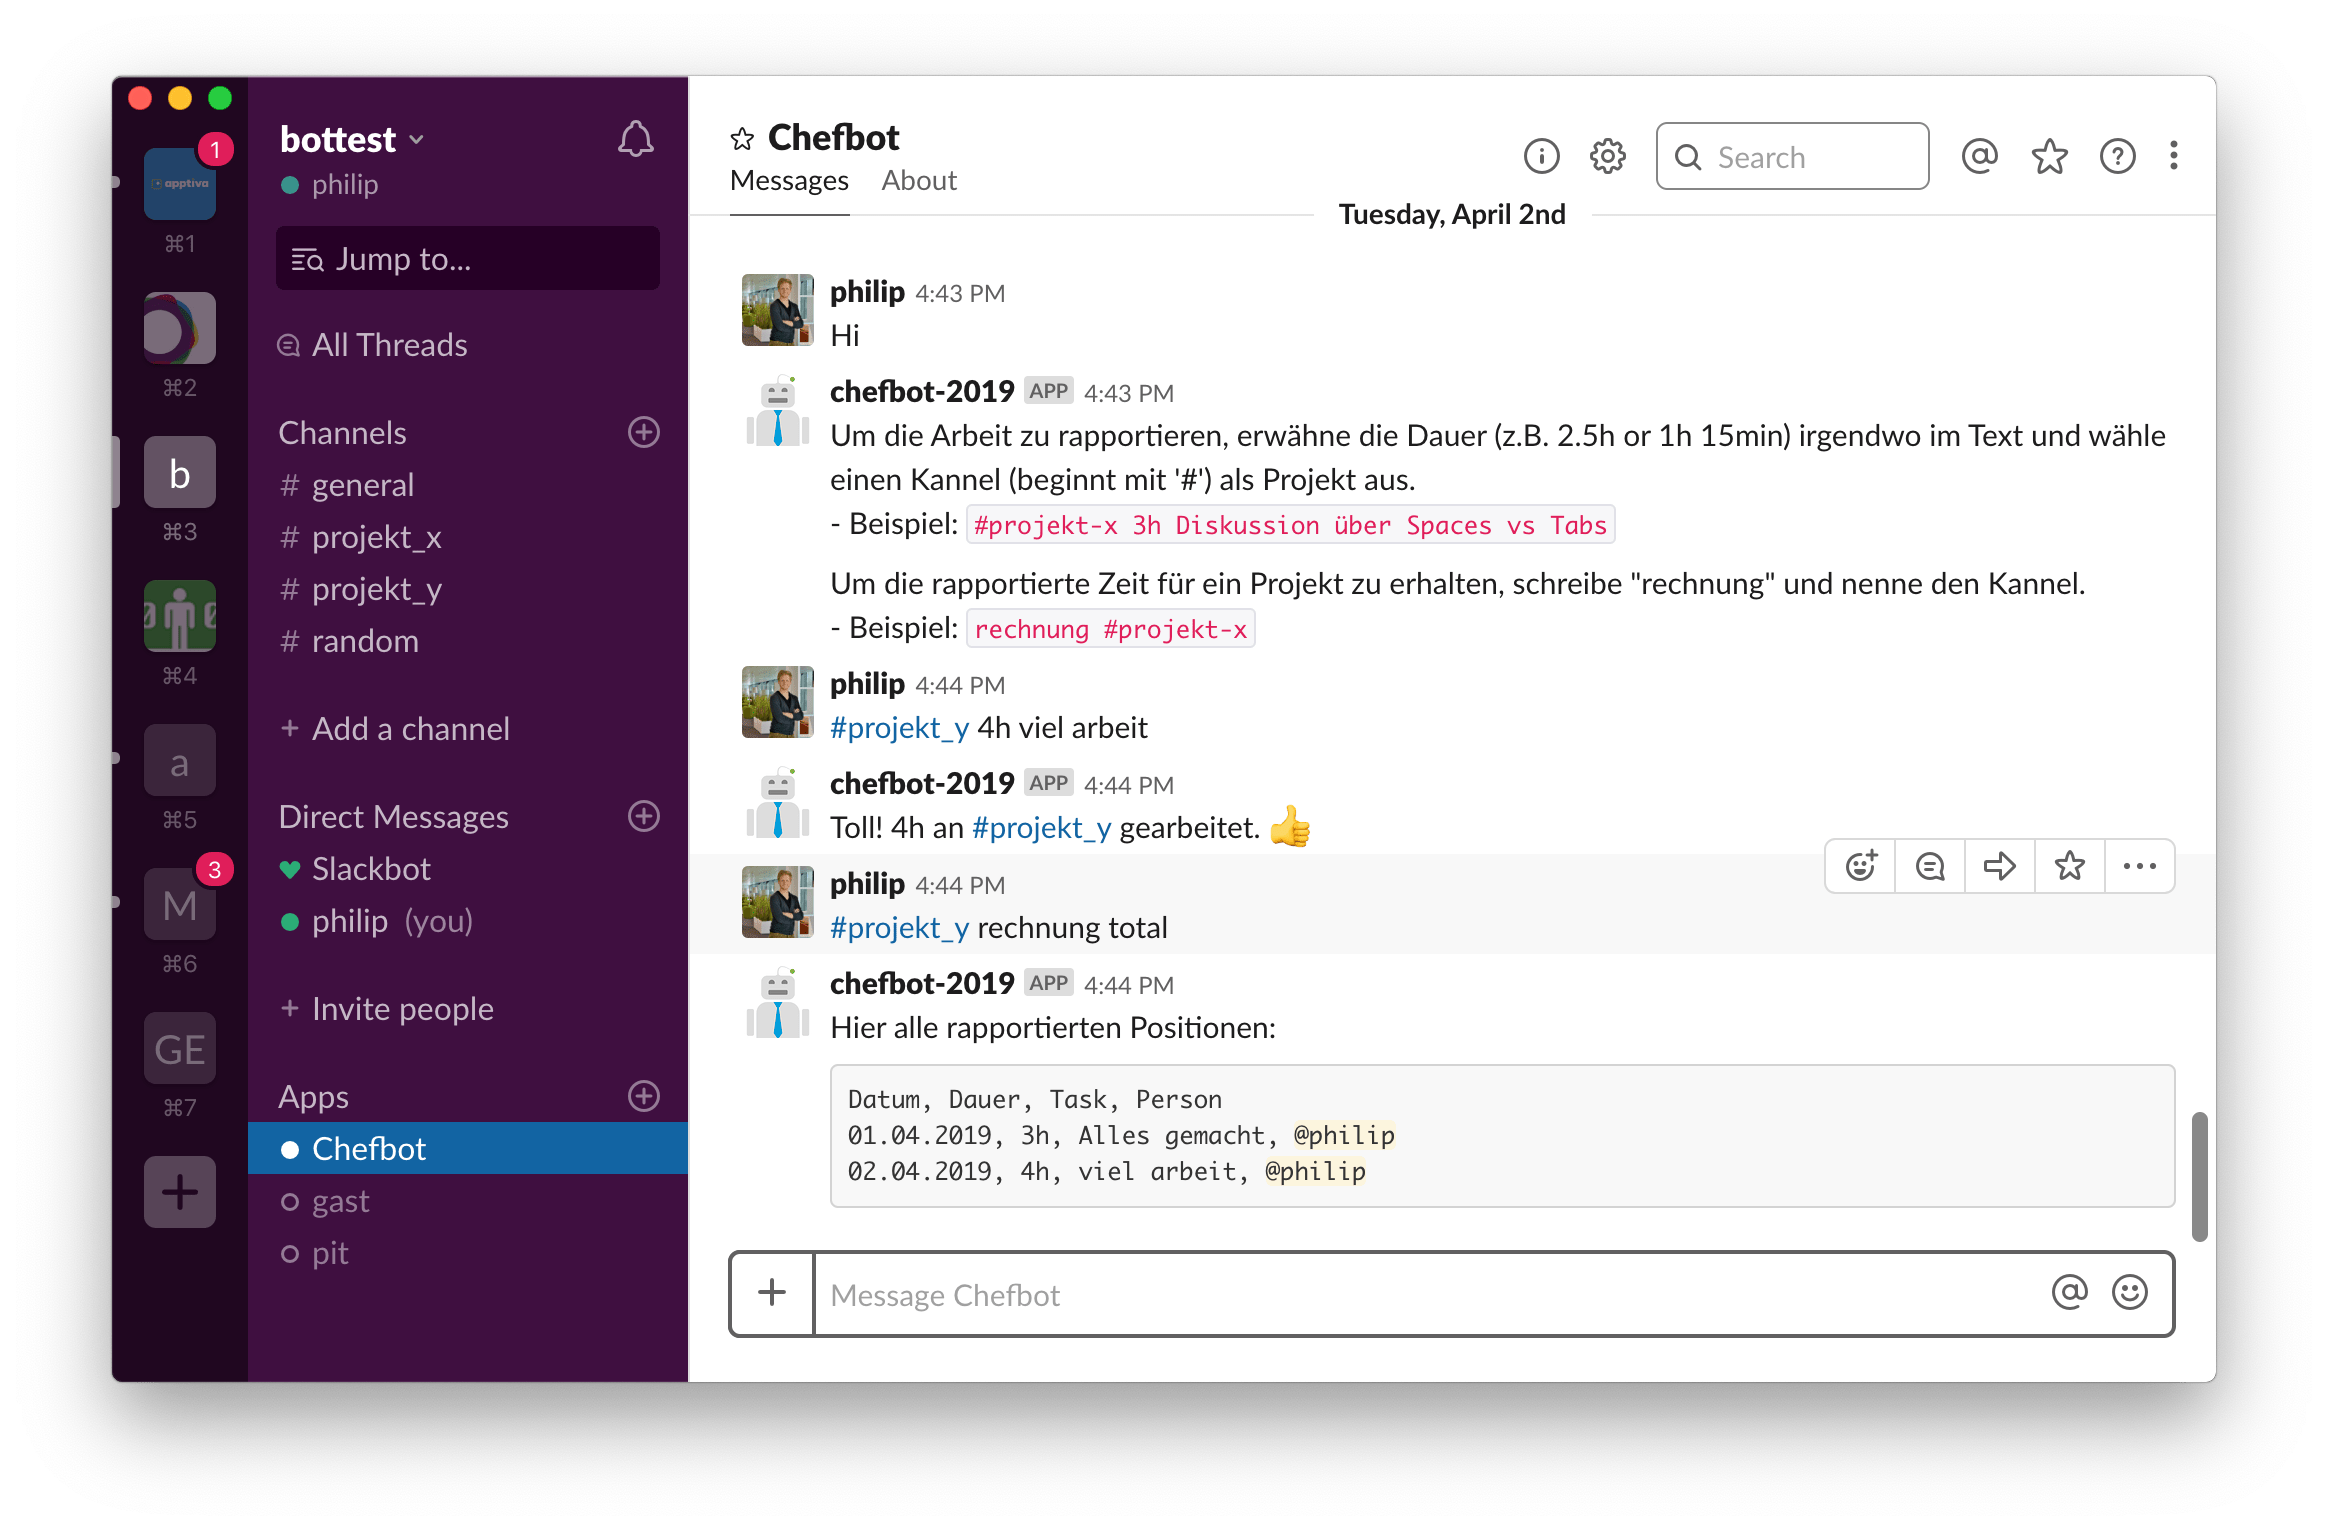 1
apptiva
⌘1
⌘2
b
⌘3
0 0
⌘4
a
⌘5
3
M
⌘6
GE
⌘7
bottest
philip
Jump to...
All Threads
Channels
# general
# projekt_x
# projekt_y
# random
+ Add a channel
Direct Messages
Slackbot
philip (you)
+ Invite people
Apps
Chefbot
gast
pit
Chefbot
Messages About
Search
Tuesday, April 2nd
philip 4:43 PM
Hi
chefbot-2019 APP 4:43 PM
Um die Arbeit zu rapportieren, erwähne die Dauer (z.B. 2.5h or 1h 15min) irgendwo im Text und wähle
einen Kannel (beginnt mit '#') als Projekt aus.
- Beispiel: #projekt-x 3h Diskussion über Spaces vs Tabs
Um die rapportierte Zeit für ein Projekt zu erhalten, schreibe "rechnung" und nenne den Kannel.
- Beispiel: rechnung #projekt-x
philip 4:44 PM
#projekt_y 4h viel arbeit
chefbot-2019 APP 4:44 PM
Toll! 4h an #projekt_y gearbeitet. 👍
philip 4:44 PM
#projekt_y rechnung total
chefbot-2019 APP 4:44 PM
Hier alle rapportierten Positionen:
Datum, Dauer, Task, Person
01.04.2019, 3h, Alles gemacht, @philip
02.04.2019, 4h, viel arbeit, @philip
+ Message Chefbot @